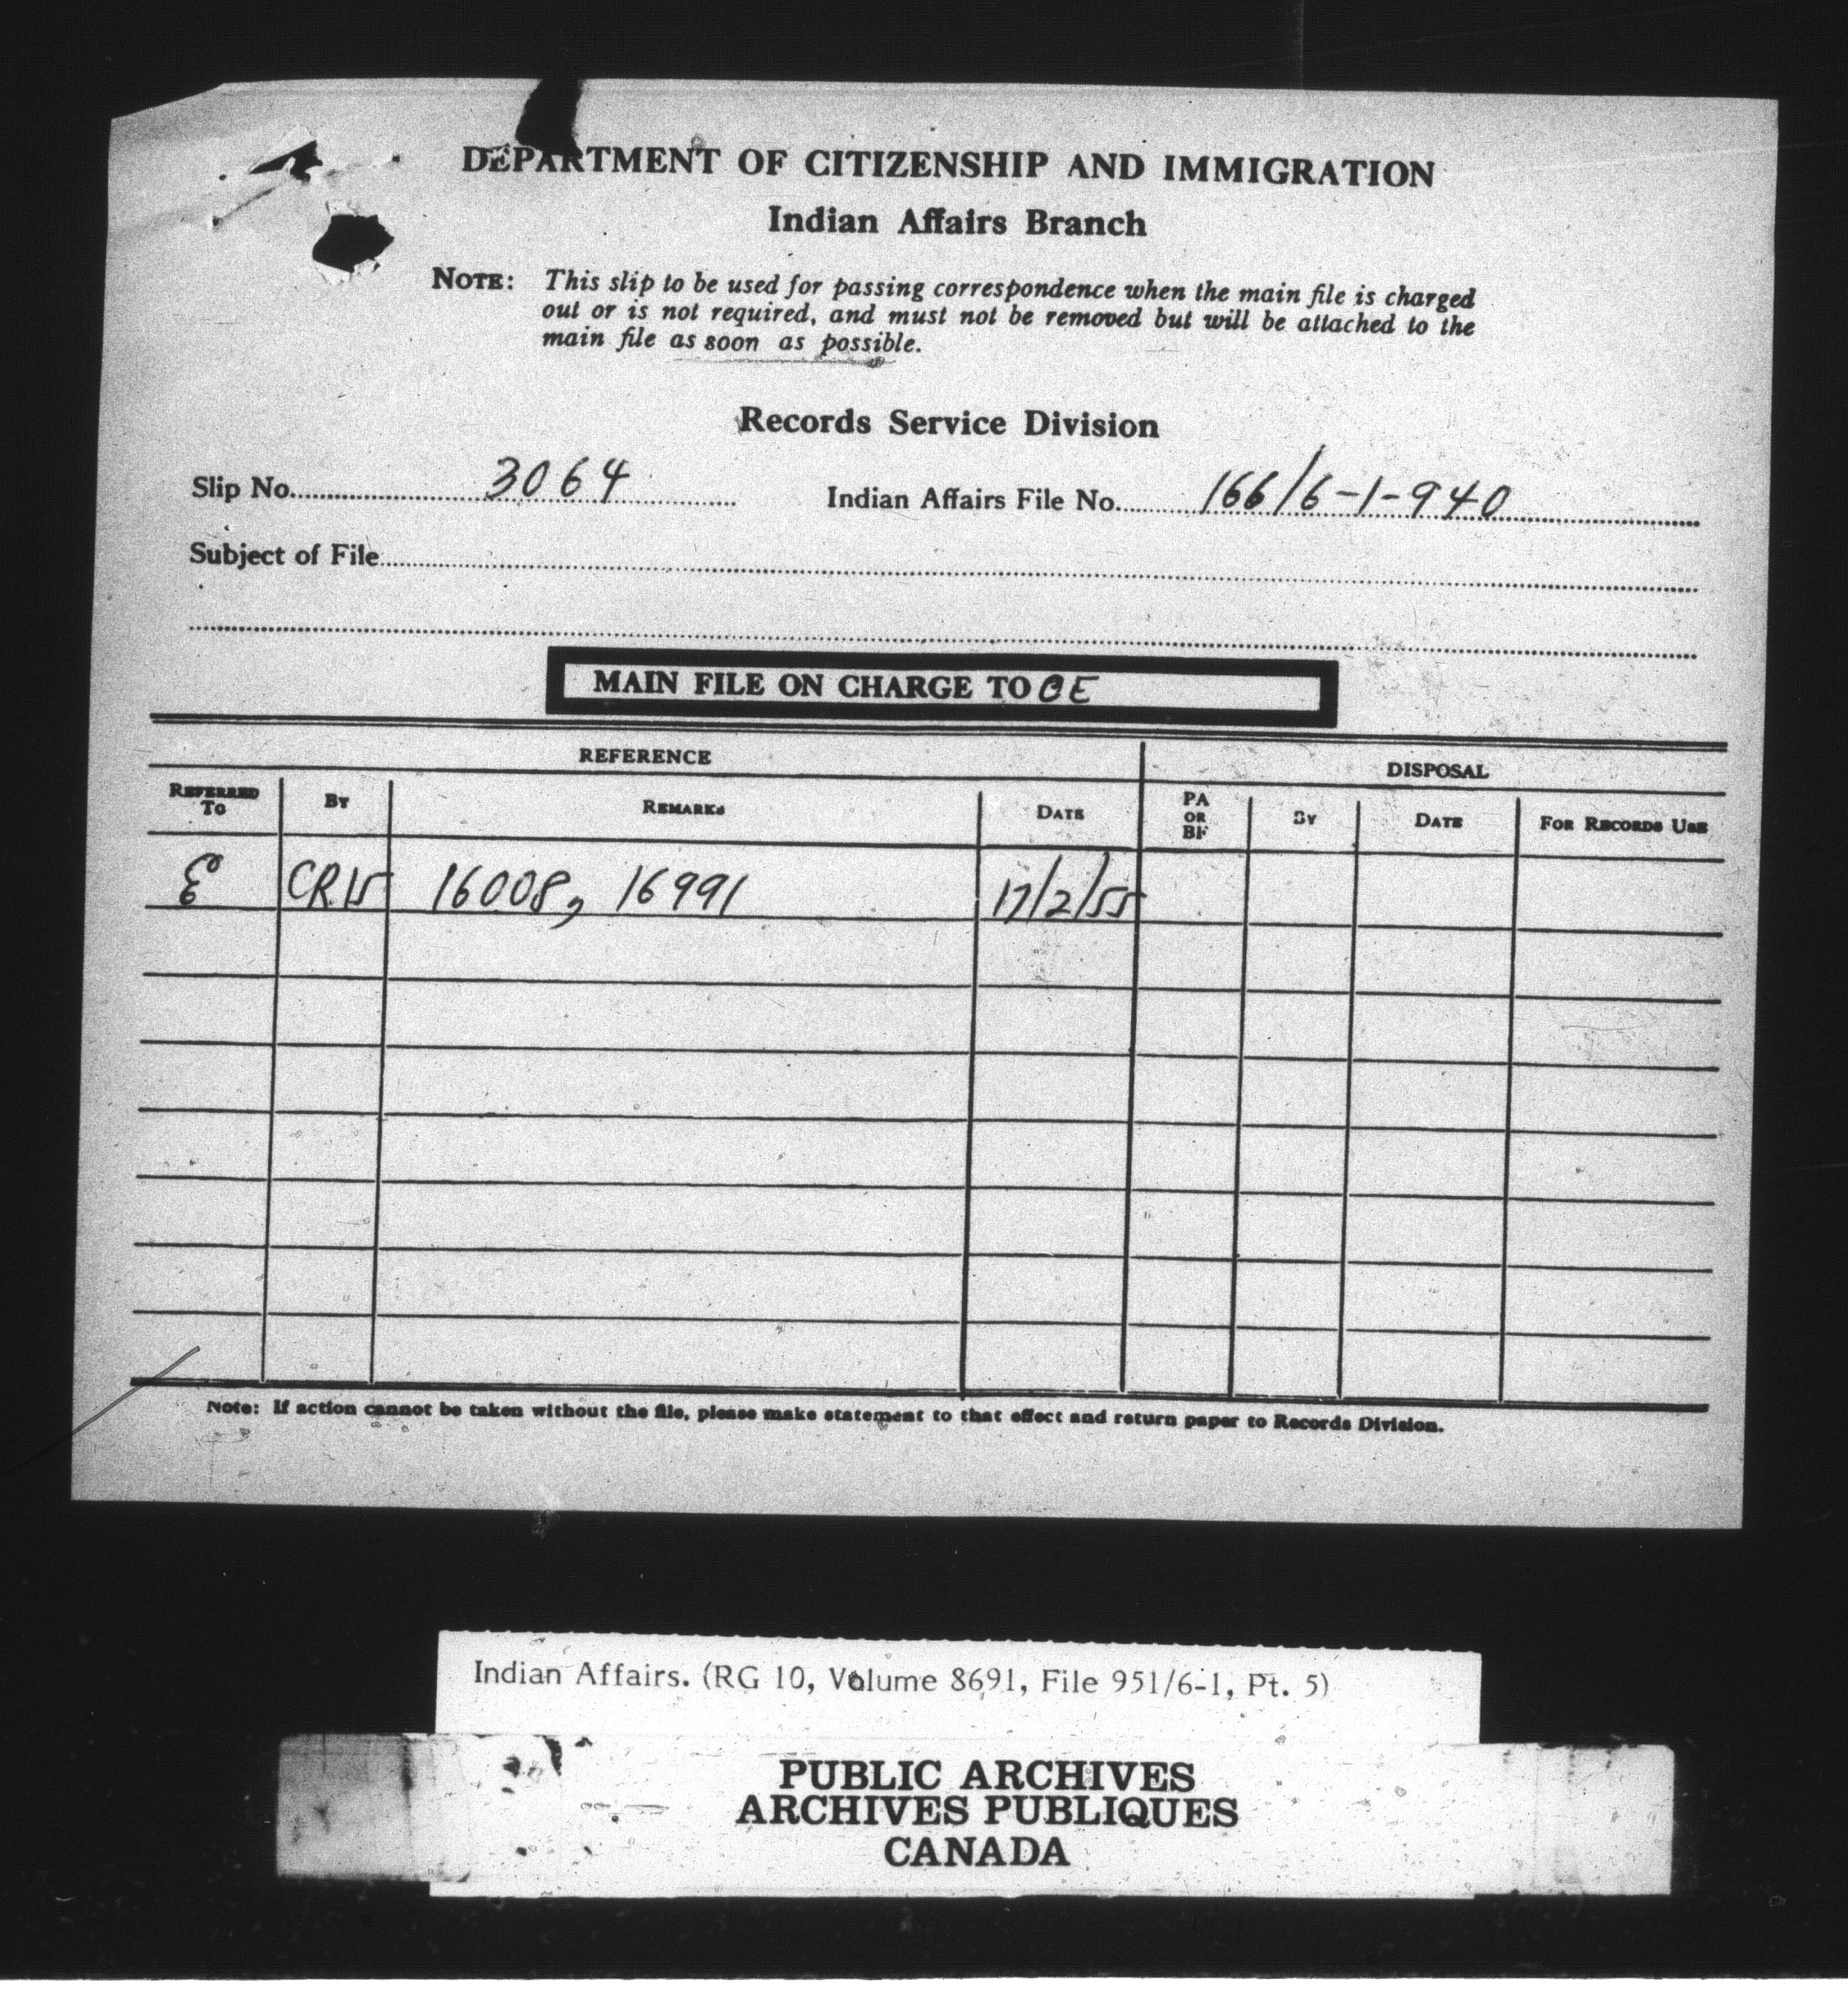 DEPARTMENT OF CITIZENSHIP AND IMMIGRATION
Indian Affairs Branch
NOTE: This slip to be used for passing correspondence when the main file is charged
out or is not required, and must not be removed but will be attached to the
main file as soon as possible.
Records Service Division
Slip No. 3064 Indian Affairs File No. 166/6-1-940
Subject of File
MAIN FILE ON CHARGE TO
REFERENCE DISPOSAL
REFERRED TO BY REMARKS DATE PA OR BF BY DATE FOR RECORDS USE
E 16008, 16991 17/2/55
Note: If action cannot be taken without the file, please make statement to that effect and return paper to Records Division.
Indian Affairs. (RG 10, Volume 8691, File 951/6-1, Pt. 5)
PUBLIC ARCHIVES
ARCHIVES PUBLIQUES
CANADA